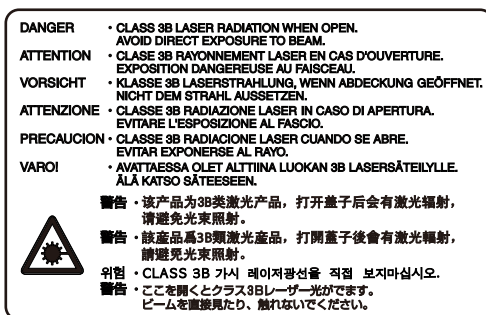 DANGER · CLASS 3B LASER RADIATION WHEN OPEN.
AVOID DIRECT EXPOSURE TO BEAM.
ATTENTION · CLASE 3B RAYONNEMENT LASER EN CAS D'OUVERTURE.
EXPOSITION DANGEREUSE AU FAISCEAU.
VORSICHT · KLASSE 3B LASERSTRAHLUNG, WENN ABDECKUNG GEÖFFNET.
NICHT DEM STRAHL AUSSETZEN.
ATTENZIONE · CLASSE 3B RADIAZIONE LASER IN CASO DI APERTURA.
EVITARE L'ESPOSIZIONE AL FASCIO.
PRECAUCION · CLASSE 3B RADIACIONE LASER CUANDO SE ABRE.
EVITAR EXPONERSE AL RAYO.
VARO! · AVATTAESSA OLET ALTTIINA LUOKAN 3B LASERSÄTEILYLLE.
ÄLÄ KATSO SÄTEESEEN.
警告 · 该产品为3B类激光产品，打开盖子后会有激光辐射，
请避免光束照射。
警告 · 該産品爲3B類激光産品，打開蓋子後會有激光輻射，
請避免光束照射。
위험 · CLASS 3B 가시 레이저광선을 직접 보지마십시오.
警告 · ここを開くとクラス3Bレーザー光がでます。
ビームを直接見たり、触れないでください。